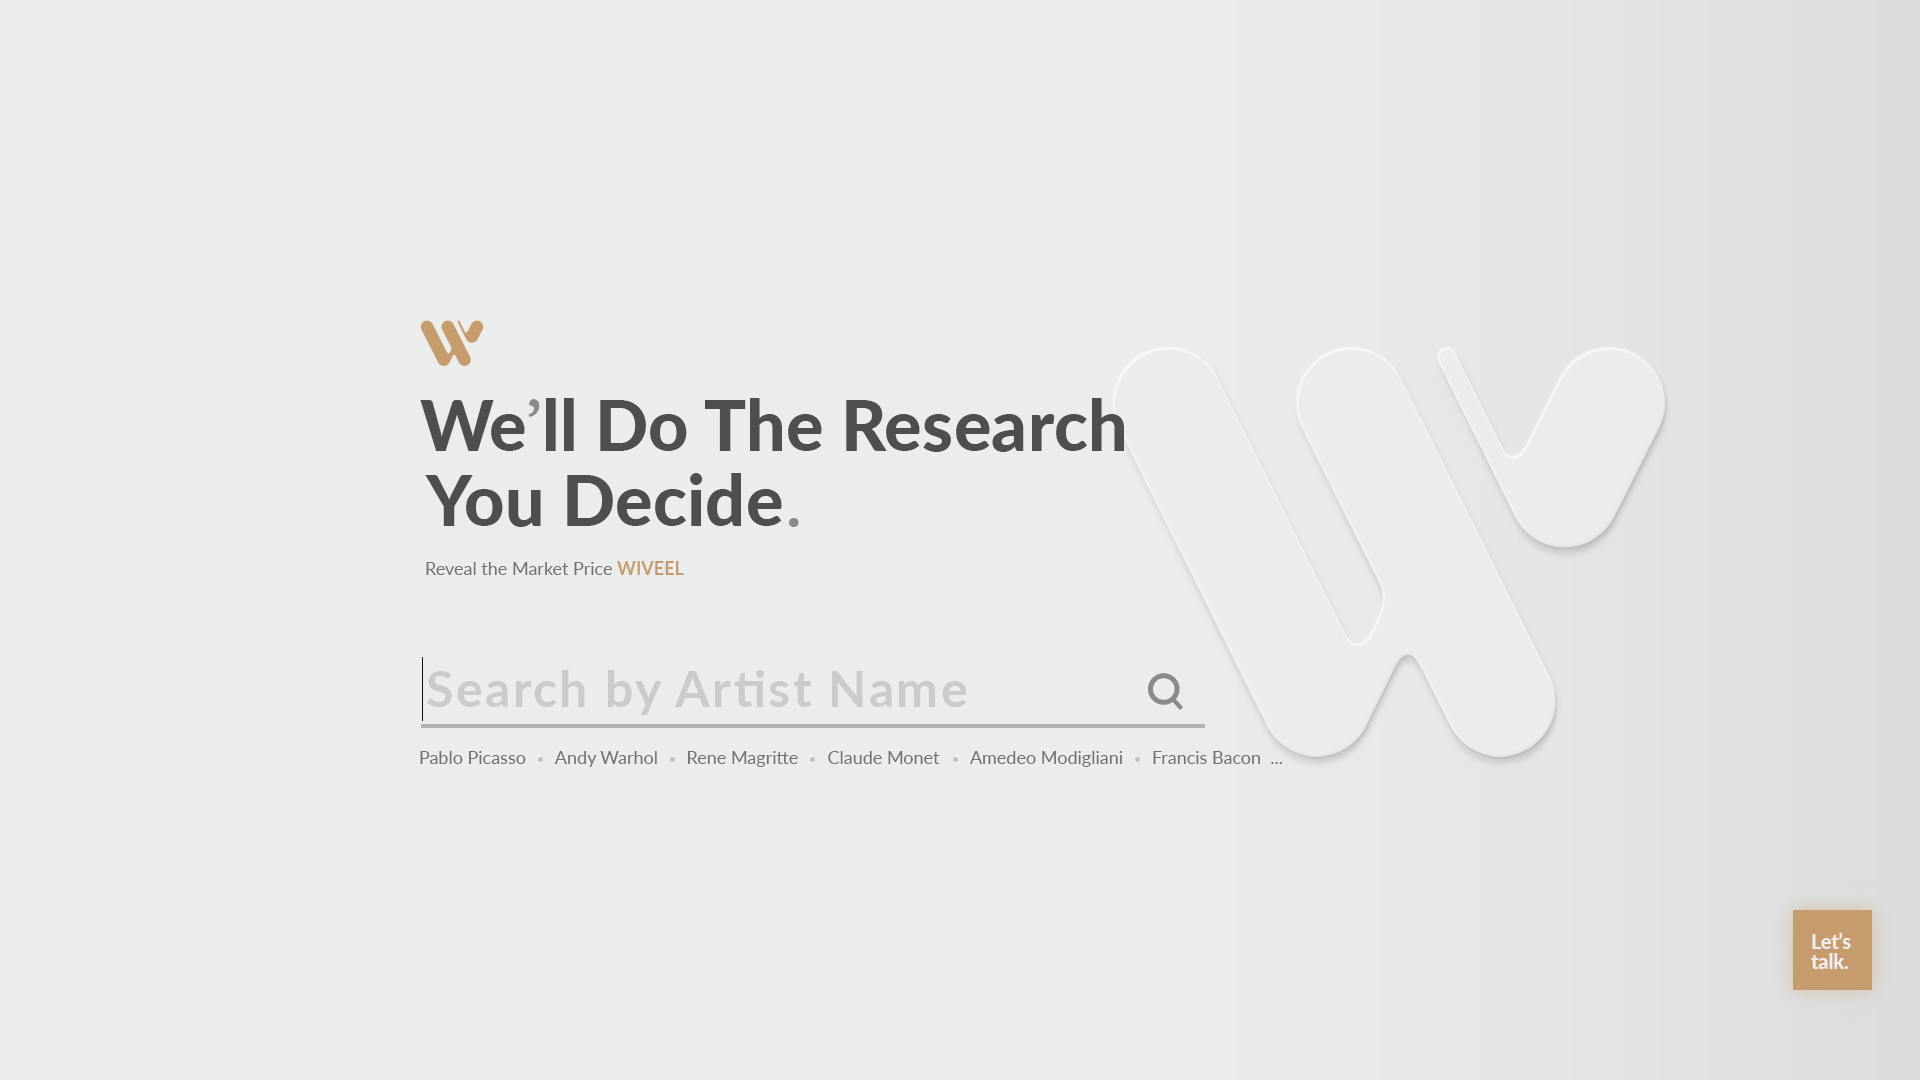 We’ll Do The Research
You Decide.
Reveal the Market Price WIVEEL
Search by Artist Name
Pablo Picasso • Andy Warhol • Rene Magritte • Claude Monet • Amedeo Modigliani • Francis Bacon ...
Let’s
talk.